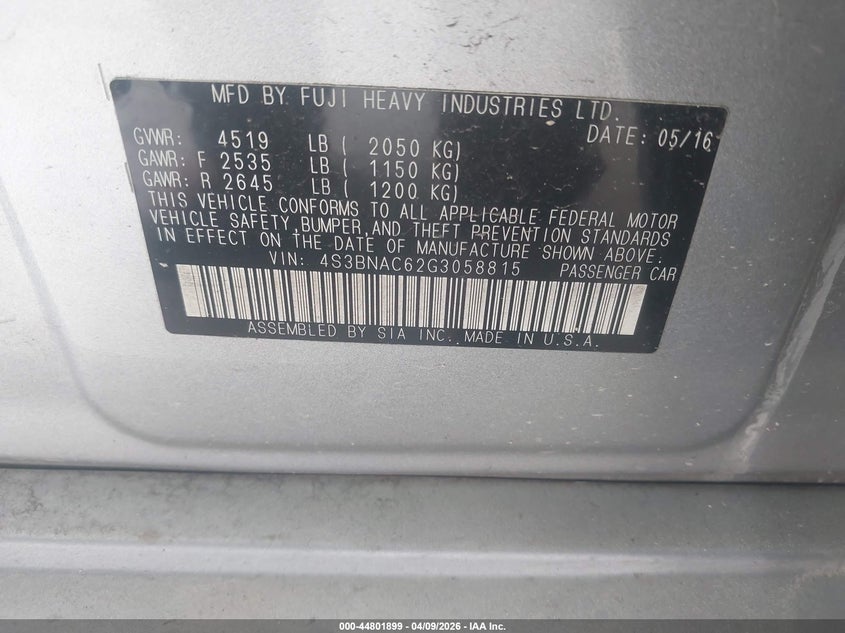 MFD BY FUJI HEAVY INDUSTRIES LTD.
DATE: 05/16
GVWR: 4519 LB ( 2050 KG)
GAWR: F 2535 LB ( 1150 KG)
GAWR: R 2645 LB ( 1200 KG)
THIS VEHICLE CONFORMS TO ALL APPLICABLE FEDERAL MOTOR
VEHICLE SAFETY,BUMPER,AND THEFT PREVENTION STANDARDS
IN EFFECT ON THE DATE OF MANUFACTURE SHOWN ABOVE.
VIN: 4S3BNAC62G3058815 PASSENGER CAR
ASSEMBLED BY SIA INC. MADE IN U.S.A.
000-44801899 | 04/09/2026 - IAA Inc.